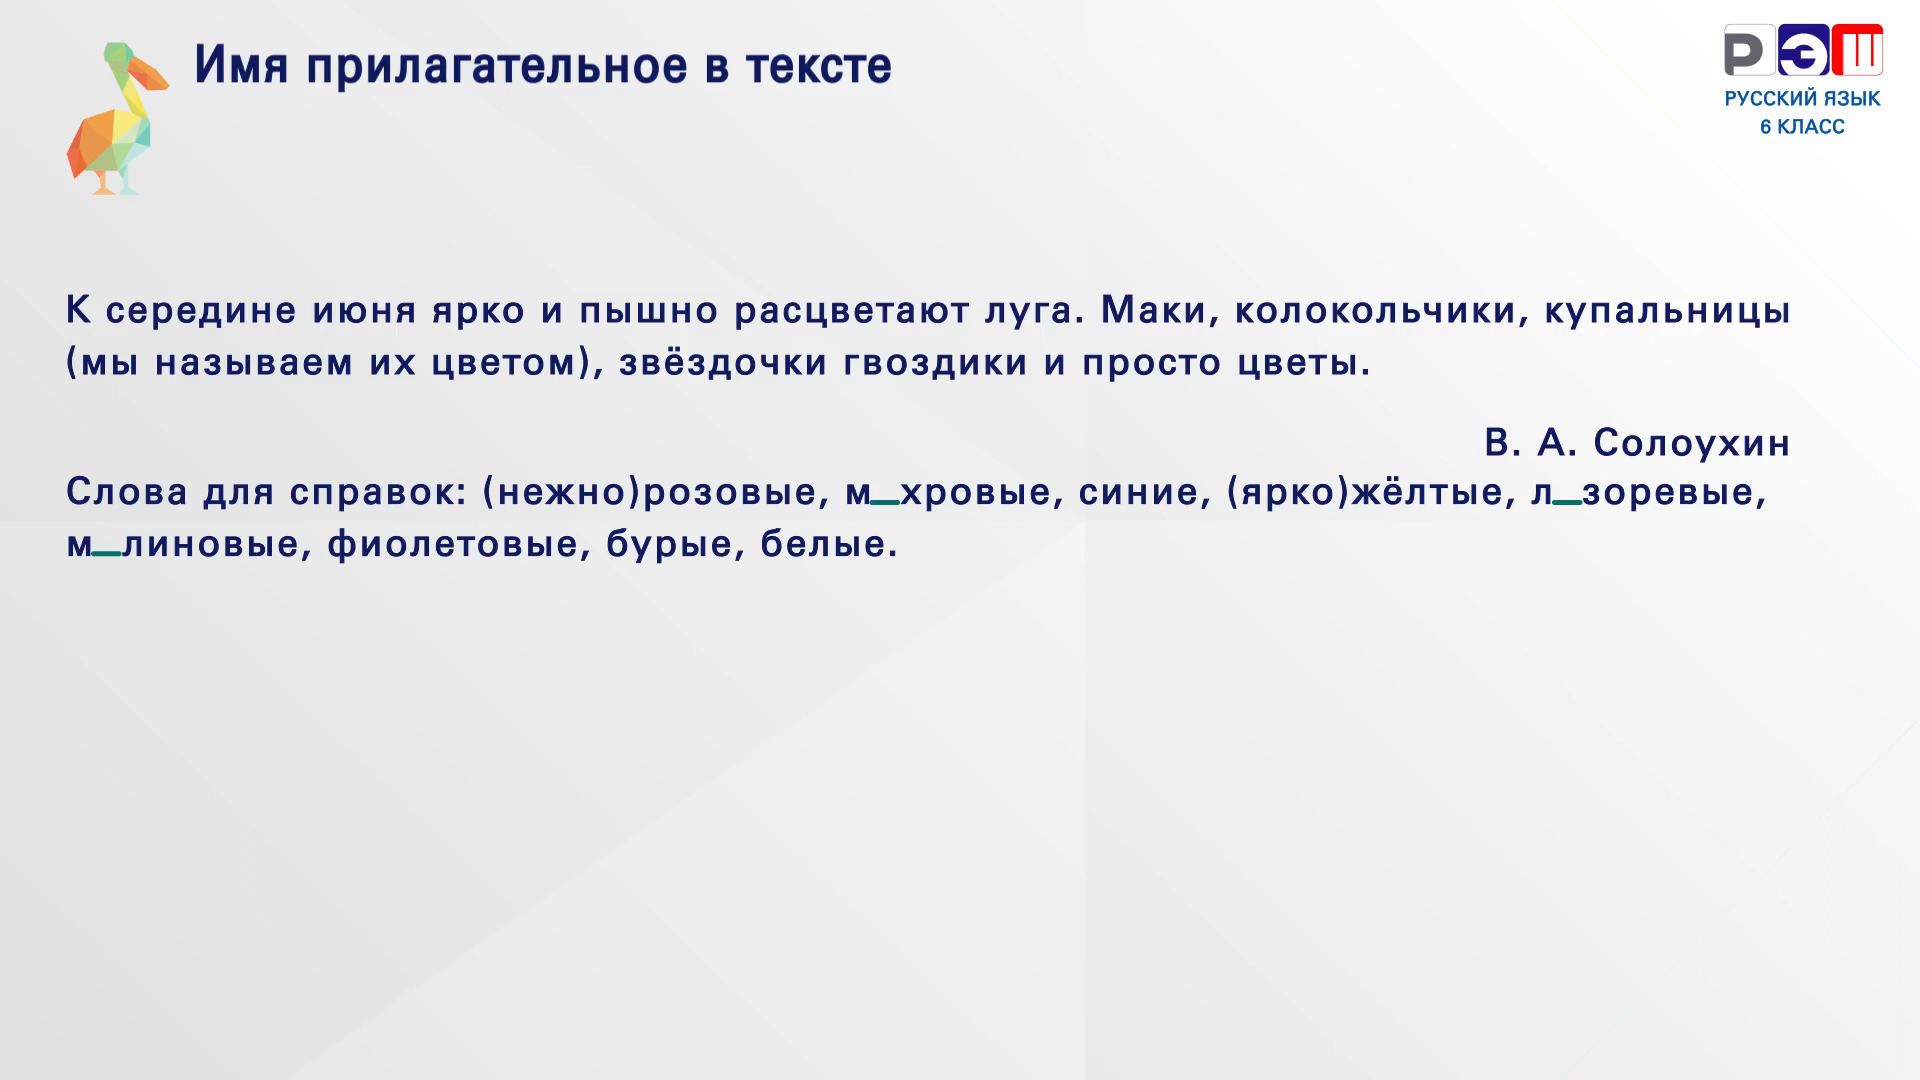 Имя прилагательное в тексте
РЭШ
РУССКИЙ ЯЗЫК
6 КЛАСС
К середине июня ярко и пышно расцветают луга. Маки, колокольчики, купальницы
(мы называем их цветом), звёздочки гвоздики и просто цветы.
В. А. Солоухин
Слова для справок: (нежно)розовые, м_хровые, синие, (ярко)жёлтые, л_зоревые,
м_линовые, фиолетовые, бурые, белые.